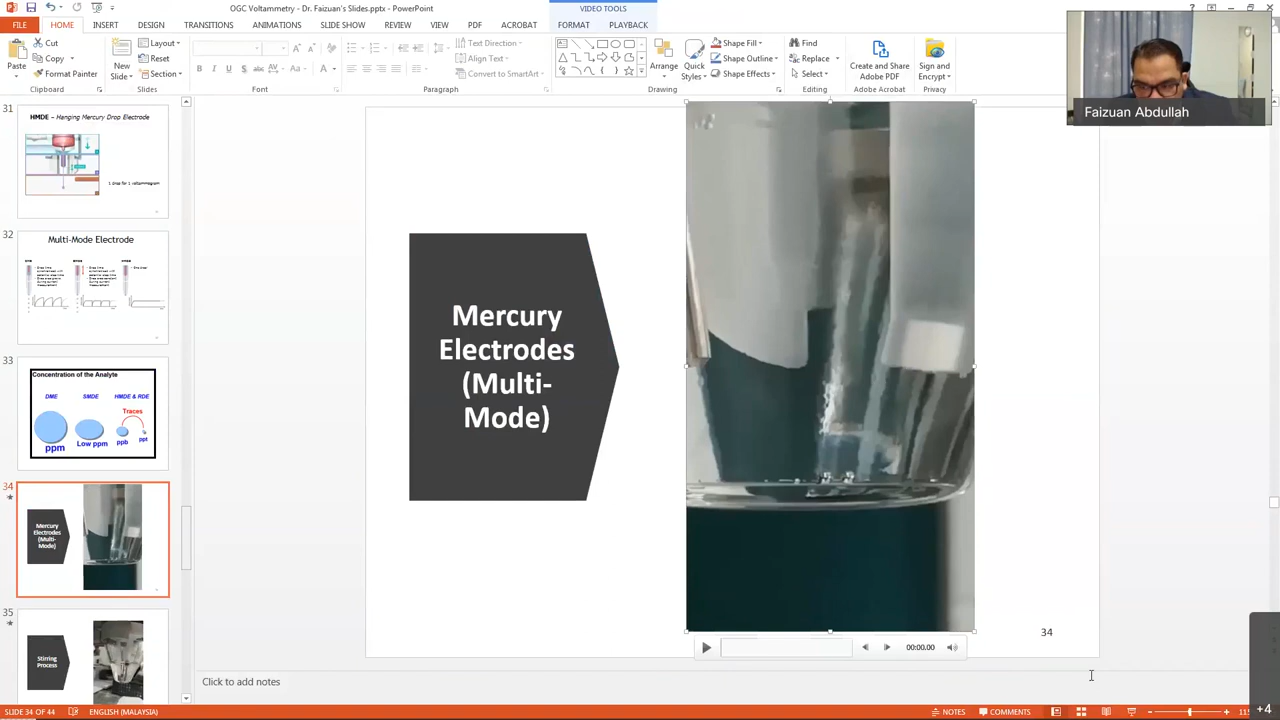 OGC Voltammetry - Dr. Faizuan's Slides.pptx - PowerPoint
VIDEO TOOLS
FILE HOME INSERT DESIGN TRANSITIONS ANIMATIONS SLIDE SHOW REVIEW VIEW PDF ACROBAT FORMAT PLAYBACK
Paste
Cut
Copy
Format Painter
Clipboard
New Slide
Layout
Reset
Section
Slides
Font
Text Direction
Align Text
Convert to SmartArt
Paragraph
Arrange
Quick Styles
Shape Fill
Shape Outline
Shape Effects
Drawing
Find
Replace
Select
Editing
Create and Share
Adobe PDF
Adobe Acrobat
Sign and
Encrypt
Privacy
Faizuan Abdullah
31
HMDE - Hanging Mercury Drop Electrode
1 drop for 1 voltammogram
32
Multi-Mode Electrode
33
Concentration of the Analyte
DME SMDE HMDE & RDE
Traces
ppm Low ppm ppb ppt
34
Mercury
Electrodes
(Multi-
Mode)
35
Stirring
Process
Mercury
Electrodes
(Multi-
Mode)
34
00:00.00
Click to add notes
SLIDE 34 OF 44 ENGLISH (MALAYSIA) NOTES COMMENTS
+4